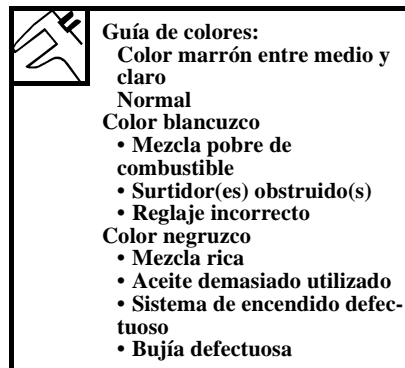 Guía de colores:
Color marrón entre medio y
claro
Normal
Color blancuzco
• Mezcla pobre de
combustible
• Surtidor(es) obstruido(s)
• Reglaje incorrecto
Color negruzco
• Mezcla rica
• Aceite demasiado utilizado
• Sistema de encendido defec-
tuoso
• Bujía defectuosa